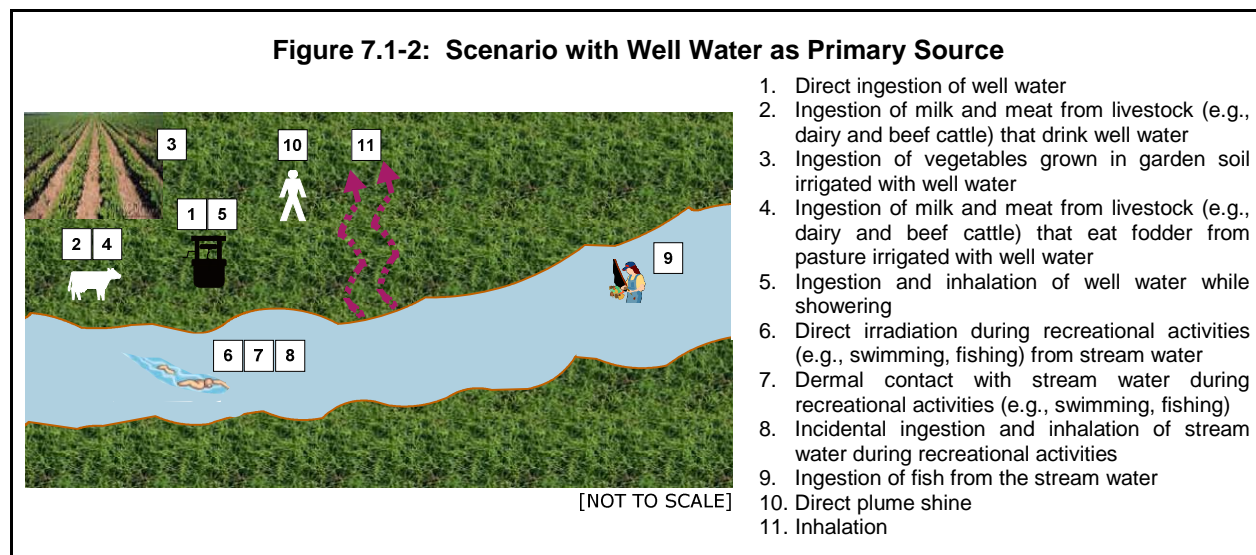 Figure 7.1-2:  Scenario with Well Water as Primary Source
3
10
11
1 5
2 4
9
6 7 8
[NOT TO SCALE]
1. Direct ingestion of well water
2. Ingestion of milk and meat from livestock (e.g.,
dairy and beef cattle) that drink well water
3. Ingestion of vegetables grown in garden soil
irrigated with well water
4. Ingestion of milk and meat from livestock (e.g.,
dairy and beef cattle) that eat fodder from
pasture irrigated with well water
5. Ingestion and inhalation of well water while
showering
6. Direct irradiation during recreational activities
(e.g., swimming, fishing) from stream water
7. Dermal contact with stream water during
recreational activities (e.g., swimming, fishing)
8. Incidental ingestion and inhalation of stream
water during recreational activities
9. Ingestion of fish from the stream water
10. Direct plume shine
11. Inhalation